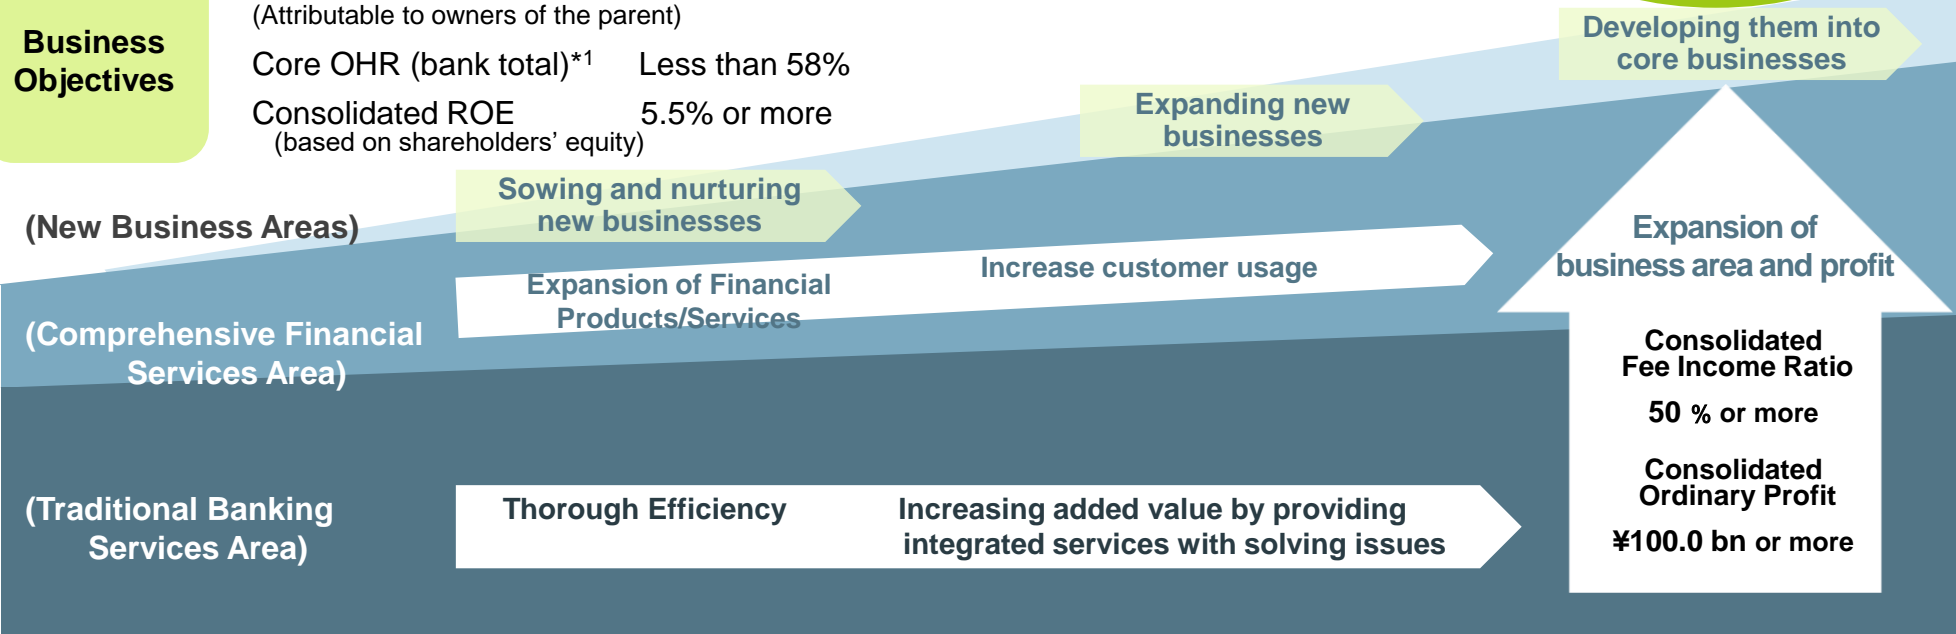 Business
Objectives
(Attributable to owners of the parent)
Core OHR (bank total)*1 Less than 58%
Consolidated ROE 5.5% or more
(based on shareholders’ equity)
Developing them into
core businesses
Expanding new
businesses
Sowing and nurturing
new businesses
(New Business Areas)
Expansion of Financial
Products/Services
Increase customer usage
Expansion of
business area and profit
(Comprehensive Financial
Services Area)
Consolidated
Fee Income Ratio
50 % or more
Consolidated
Ordinary Profit
¥100.0 bn or more
(Traditional Banking
Services Area)
Thorough Efficiency
Increasing added value by providing
integrated services with solving issues